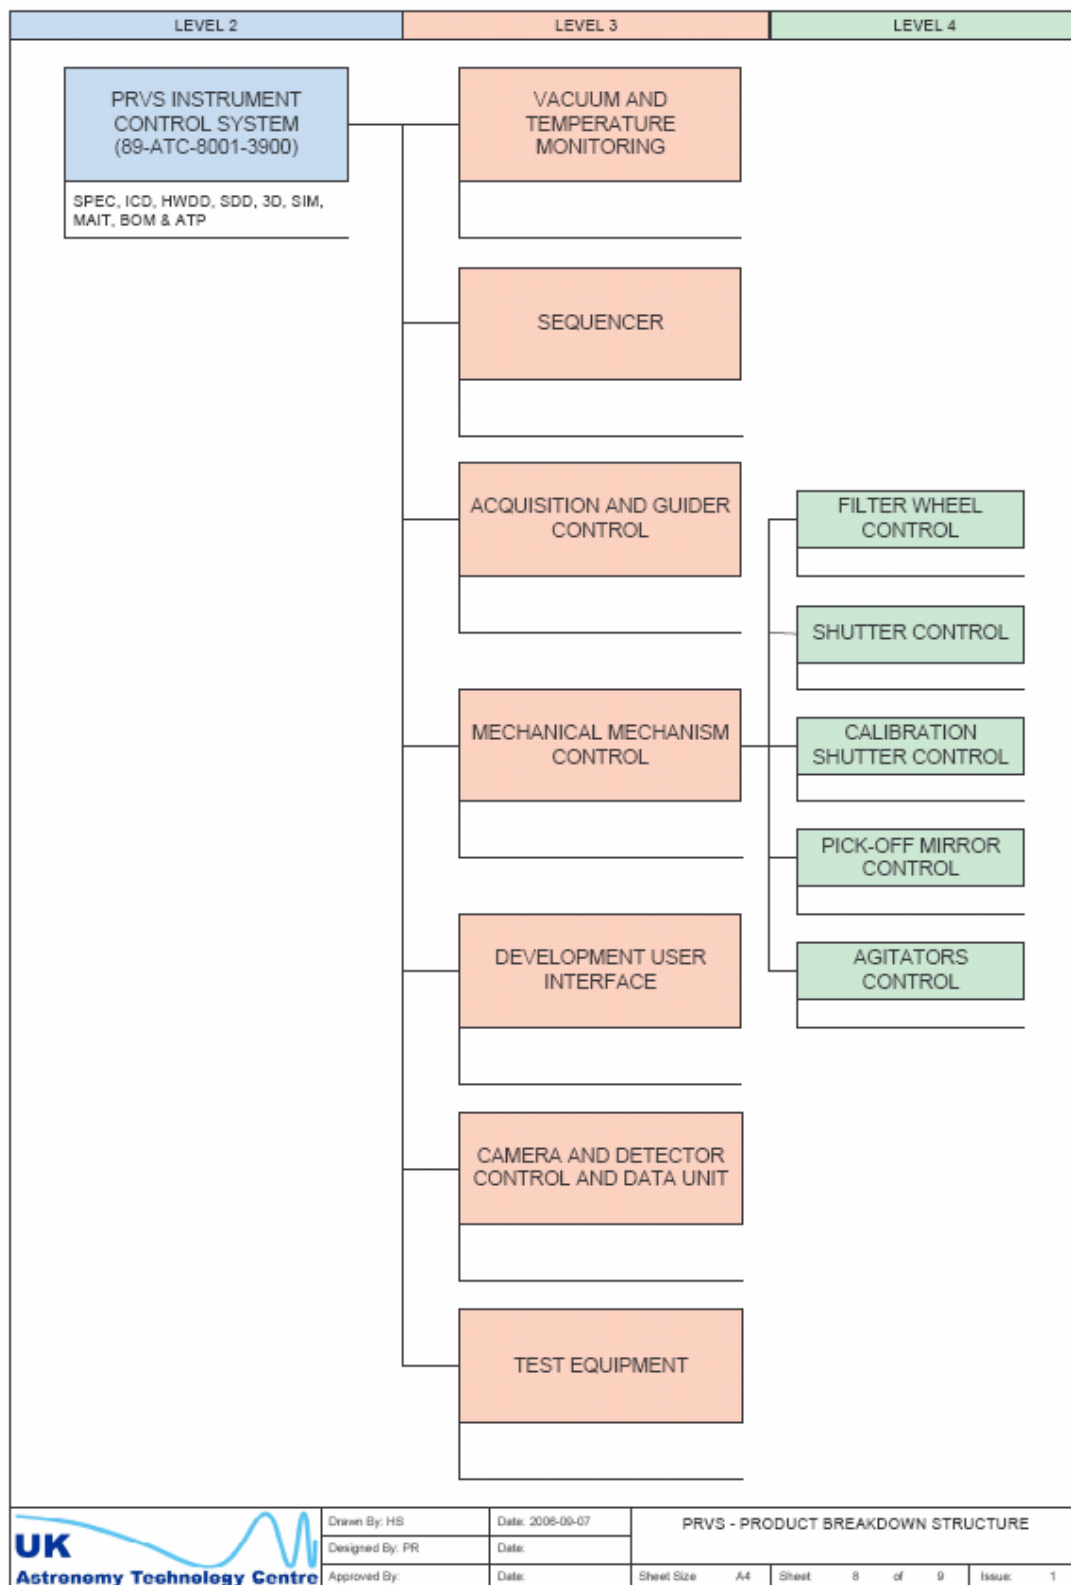 LEVEL 2
LEVEL 3
LEVEL 4
PRVS INSTRUMENT
CONTROL SYSTEM
(89-ATC-8001-3900)
SPEC, ICD, HWDD, SDD, 3D, SIM,
MAIT, BOM & ATP
VACUUM AND
TEMPERATURE
MONITORING
SEQUENCER
ACQUISITION AND GUIDER
CONTROL
FILTER WHEEL
CONTROL
SHUTTER CONTROL
MECHANICAL MECHANISM
CONTROL
CALIBRATION
SHUTTER CONTROL
PICK-OFF MIRROR
CONTROL
DEVELOPMENT USER
INTERFACE
AGITATORS
CONTROL
CAMERA AND DETECTOR
CONTROL AND DATA UNIT
TEST EQUIPMENT
UK
Astronomy Technology Centre
Drawn By: HS
Date: 2006-09-07
Designed By: PR
Date:
Approved By:
Date:
PRVS - PRODUCT BREAKDOWN STRUCTURE
Sheet Size A4
Sheet 8 of 9
Issue: 1